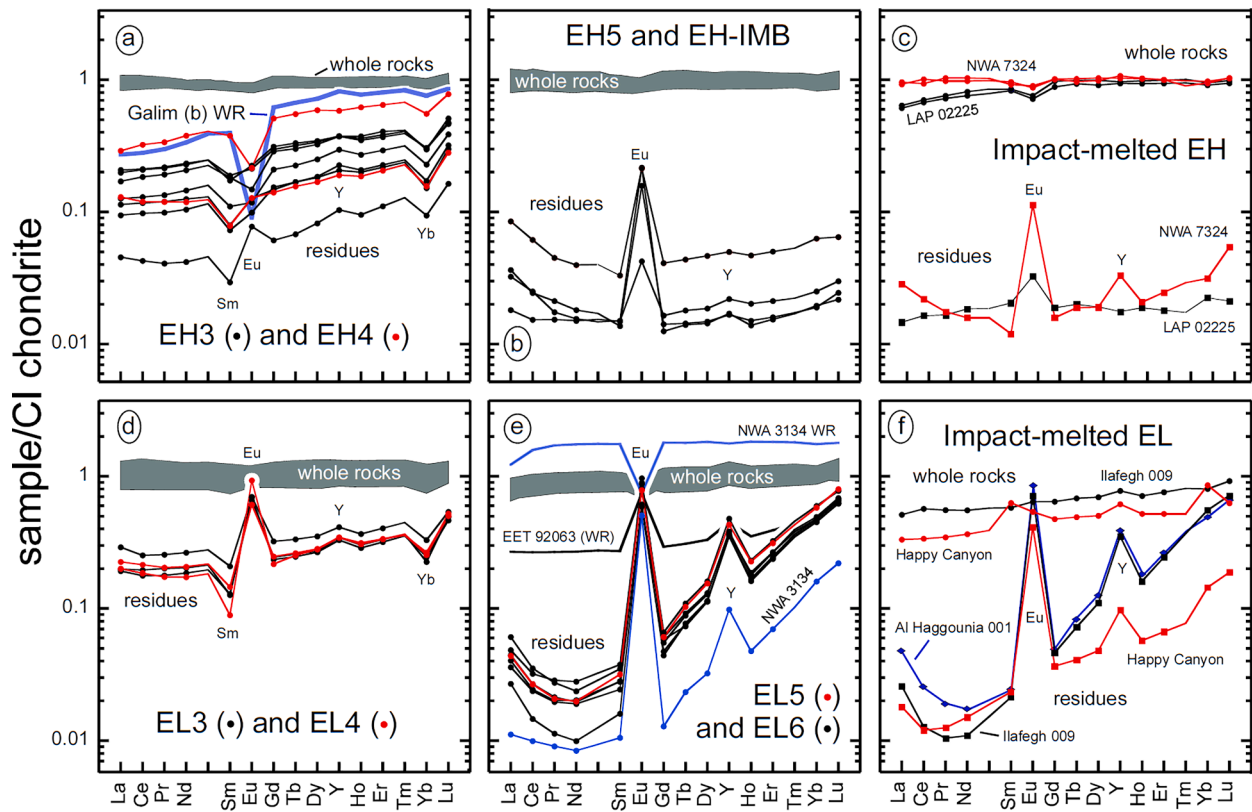 sample/CI chondrite
a
1
0.1
0.01
whole rocks
Galim (b) WR
Y
Eu
residues
Yb
Sm
EH3 (•) and EH4 (•)
EH5 and EH-IMB
whole rocks
Eu
residues
Y
b
c
whole rocks
NWA 7324
LAP 02225
Impact-melted EH
Eu
NWA 7324
residues
Y
LAP 02225
d
1
0.1
0.01
Eu
whole rocks
Y
residues
Yb
Sm
EL3 (•) and EL4 (•)
La Ce Pr Nd Sm Eu Gd Tb Dy Y Ho Er Tm Yb Lu
e
NWA 3134 WR
Eu
whole rocks
EET 92063 (WR)
Y
NWA 3134
residues
EL5 (•)
and EL6 (•)
La Ce Pr Nd Sm Eu Gd Tb Dy Y Ho Er Tm Yb Lu
f
Impact-melted EL
whole rocks
Ilafegh 009
Happy Canyon
Y
Al Haggounia 001
Eu
Happy Canyon
residues
Ilafegh 009
La Ce Pr Nd Sm Eu Gd Tb Dy Y Ho Er Tm Yb Lu